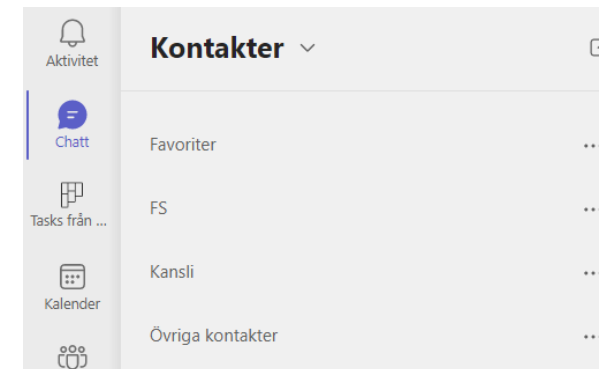 Aktivitet
Kontakter
Chatt
Favoriter
Tasks från ...
FS
Kansli
Kalender
Övriga kontakter